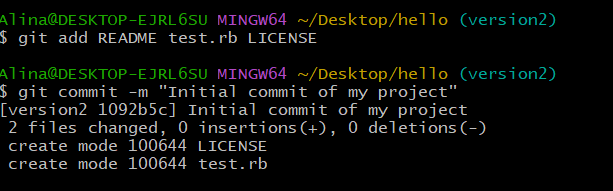 Alina@DESKTOP-EJRL6SU MINGW64 ~/Desktop/hello (version2)
$ git add README test.rb LICENSE
Alina@DESKTOP-EJRL6SU MINGW64 ~/Desktop/hello (version2)
$ git commit -m "Initial commit of my project"
[version2 1092b5c] Initial commit of my project
 2 files changed, 0 insertions(+), 0 deletions(-)
 create mode 100644 LICENSE
 create mode 100644 test.rb